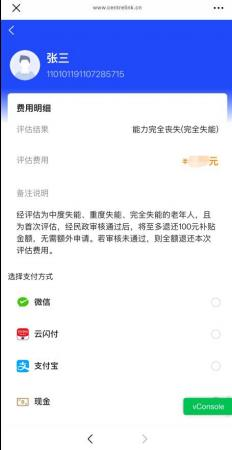 www.centrelink.cn
张三
110101191107285715
费用明细
评估结果
能力完全丧失(完全失能)
评估费用
元
备注说明
经评估为中度失能、重度失能、完全失能的老年人，且
为首次评估，经民政审核通过后，将至多退还100元补贴
金额，无需额外申请。若审核未通过，则全额退还本次
评估费用。
选择支付方式
微信
云闪付
支付宝
现金
vConsole